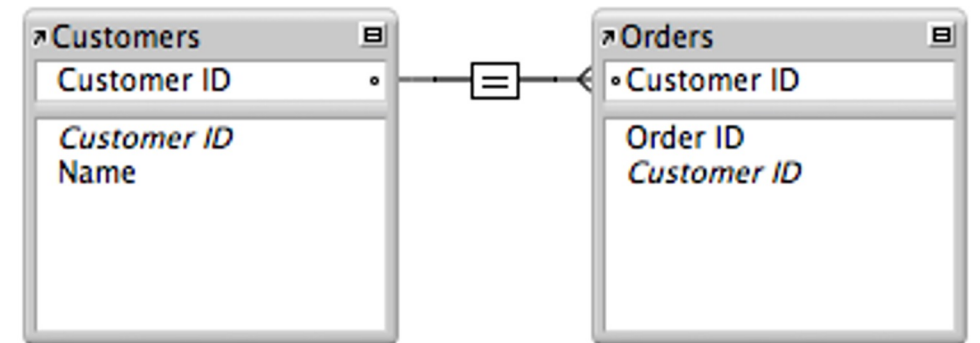 Customers
Customer ID
Customer ID
Name
=
Orders
Customer ID
Order ID
Customer ID